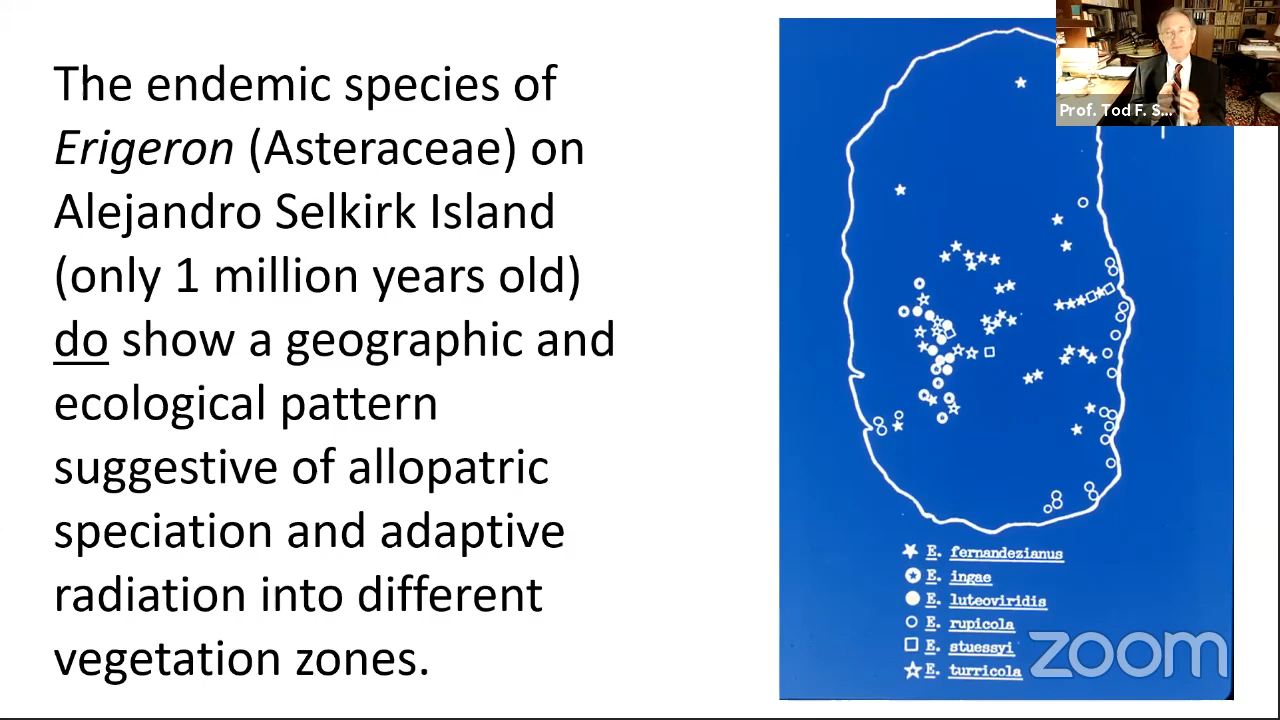 The endemic species of
Erigeron (Asteraceae) on
Alejandro Selkirk Island
(only 1 million years old)
do show a geographic and
ecological pattern
suggestive of allopatric
speciation and adaptive
radiation into different
vegetation zones.
Prof. Tod F. S...
E. fernandezianus
E. ingae
E. luteoviridis
E. rupicola
E. stuessyi
E. turricola
zoom